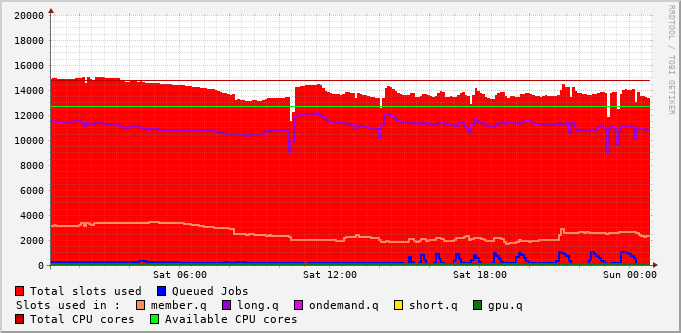 20000
18000
16000
14000
12000
10000
8000
6000
4000
2000
0
Sat 06:00 Sat 12:00 Sat 18:00 Sun 00:00
Total slots used Queued Jobs
Slots used in : member.q long.q ondemand.q short.q gpu.q
Total CPU cores Available CPU cores
RRDTOOL / TOBI OETIKER